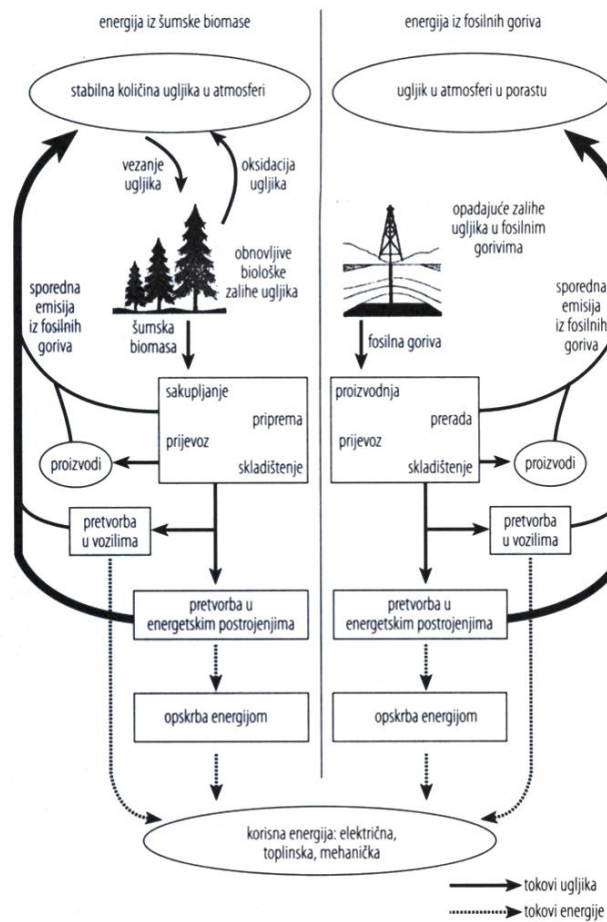 energija iz šumske biomase
stabilna količina ugljika u atmosferi
vezanje
ugljika
oksidacija
ugljika
obnovljive
biološke
zalihe ugljika
sporedna
emisija
iz fosilnih
goriva
šumska
biomasa
sakupljanje
priprema
prijevoz
skladištenje
proizvodi
pretvorba
u vozilima
pretvorba u
energetskim postrojenjima
opskrba energijom
energija iz fosilnih goriva
ugljik u atmosferi u porastu
opadajuće zalihe
ugljika u fosilnim
gorivima
sporedna
emisija
iz fosilnih
goriva
fosilna goriva
proizvodnja
prerada
prijevoz
skladištenje
proizvodi
pretvorba
u vozilima
pretvorba u
energetskim postrojenjima
opskrba energijom
korisna energija: električna,
toplinska, mehanička
tokovi ugljika
tokovi energije